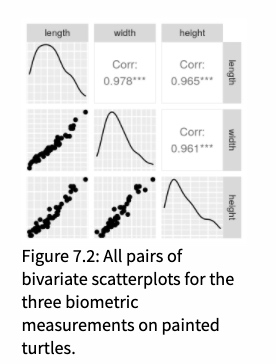 length width height
Corr: Corr: length
0.978*** 0.965***
Corr: width
0.961***
height
Figure 7.2: All pairs of
bivariate scatterplots for the
three biometric
measurements on painted
turtles.